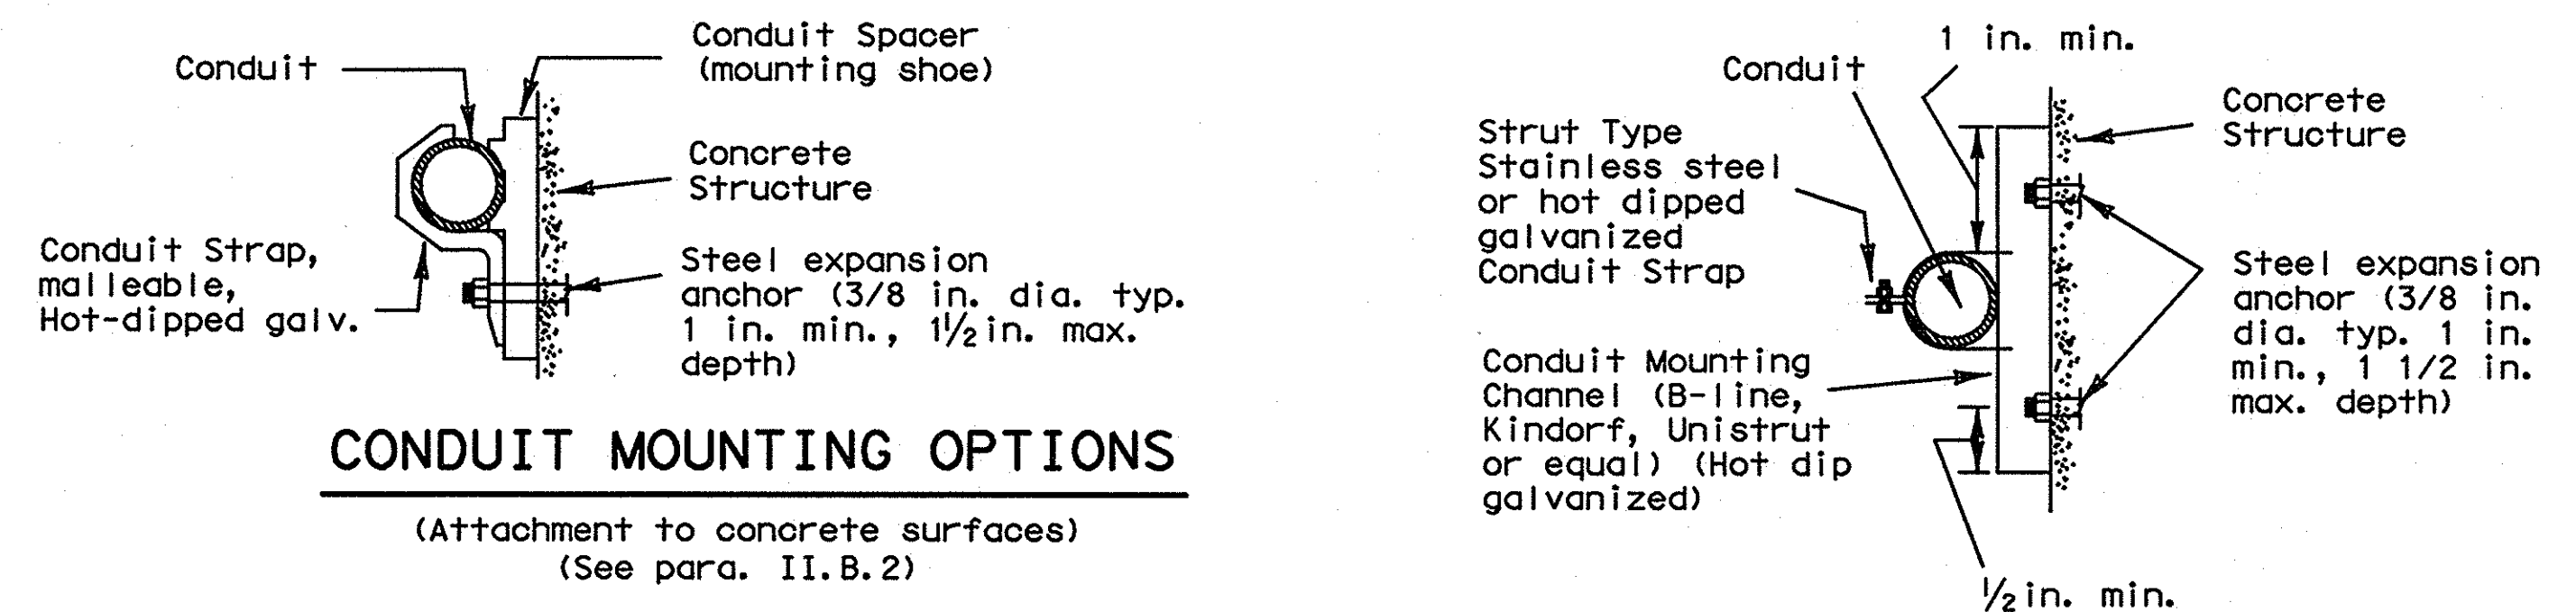 Conduit
Conduit Spacer
(mounting shoe)
Concrete
Structure
Conduit Strap,
malleable,
Hot-dipped galv.
Steel expansion
anchor (3/8 in. dia. typ.
1 in. min., 1½ in. max.
depth)
CONDUIT MOUNTING OPTIONS
(Attachment to concrete surfaces)
(See para. II.B.2)
1 in. min.
Conduit
Concrete
Structure
Strut Type
Stainless steel
or hot dipped
galvanized
Conduit Strap
Steel expansion
anchor (3/8 in.
dia. typ. 1 in.
min., 1 1/2 in.
max. depth)
Conduit Mounting
Channel (B-line,
Kindorf, Unistrut
or equal) (Hot dip
galvanized)
½ in. min.